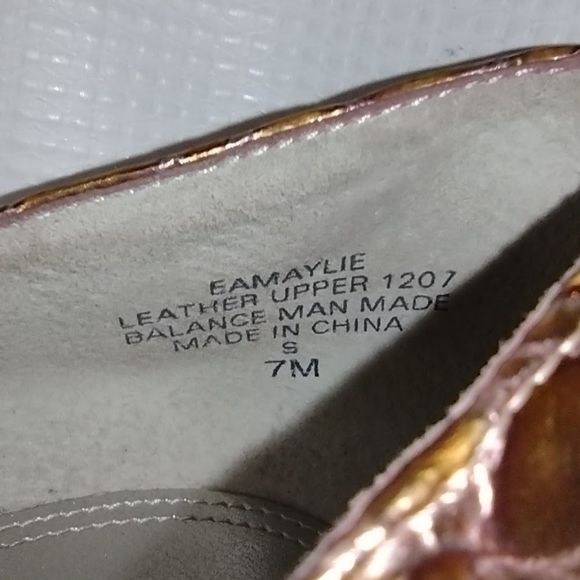 EAMAYLIE
LEATHER UPPER 1207
BALANCE MAN MADE
MADE IN CHINA
S
7M